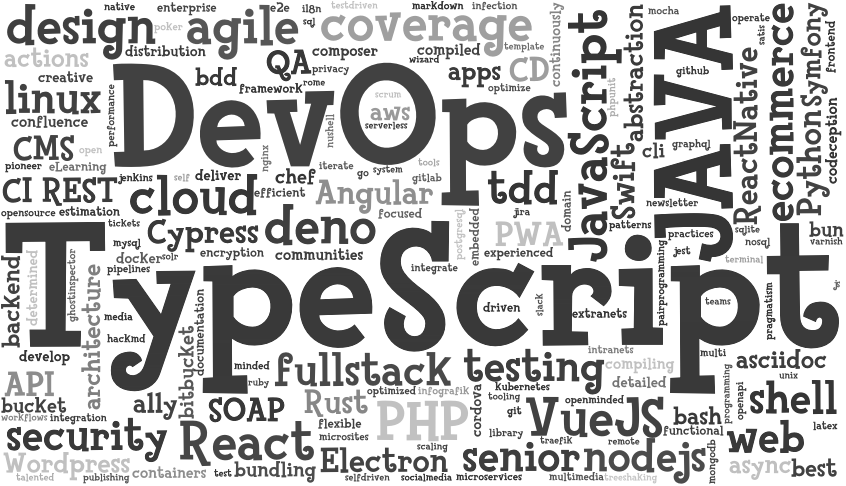 native
enterprise
e2e
il8n
testdriven
markdown
infection
mocha
design
poker
agile
sql
coverage
continuously
operate
satis
actions
distribution
composer
compiled
template
wizard
JavaScript
abstraction
JAVA
ecommerce
Symfony
frontend
creative
bdd
QA
privacy
rome
framework
apps
CD
optimize
phpunit
github
linux
performance
DevOps
scrum
aws
serverless
confluence
nushell
nginx
graphql
ReactNative
Python
codeception
CMS
open
pioneer
eLearning
iterate
go
system
tools
gitlab
cli
Swift
CI
REST
jenkins
self
deliver
chef
efficient
cloud
Angular
focused
tdd
domain
newsletter
opensource
estimation
tickets
jira
patterns
practices
sqlite
nosql
bun
varnish
Cypress
deno
postgresql
embedded
PWA
experienced
mysql
docker
solr
encryption
communities
jest
terminal
backend
determined
ghostinspector
TypeScript
pipelines
integrate
pairprogramming
architecture
media
documentation
driven
slack
extranets
teams
pragmatism
hackmd
bitbucket
develop
minded
fullstack
testing
intranets
compiling
multi
asciidoc
API
ruby
optimized
infografik
cordova
Kubernetes
tooling
detailed
unix
programming
openapi
shell
bucket
ally
SOAP
Rust
PHP
git
openminded
VueJS
bash
workflows
integration
flexible
microsites
library
traefik
remote
functional
latex
security
React
scaling
Electron
senior
nodejs
mongodb
web
Wordpress
talented
publishing
containers
test
bundling
selfdriven
socialmedia
microservices
multimedia
treeshaking
async
best